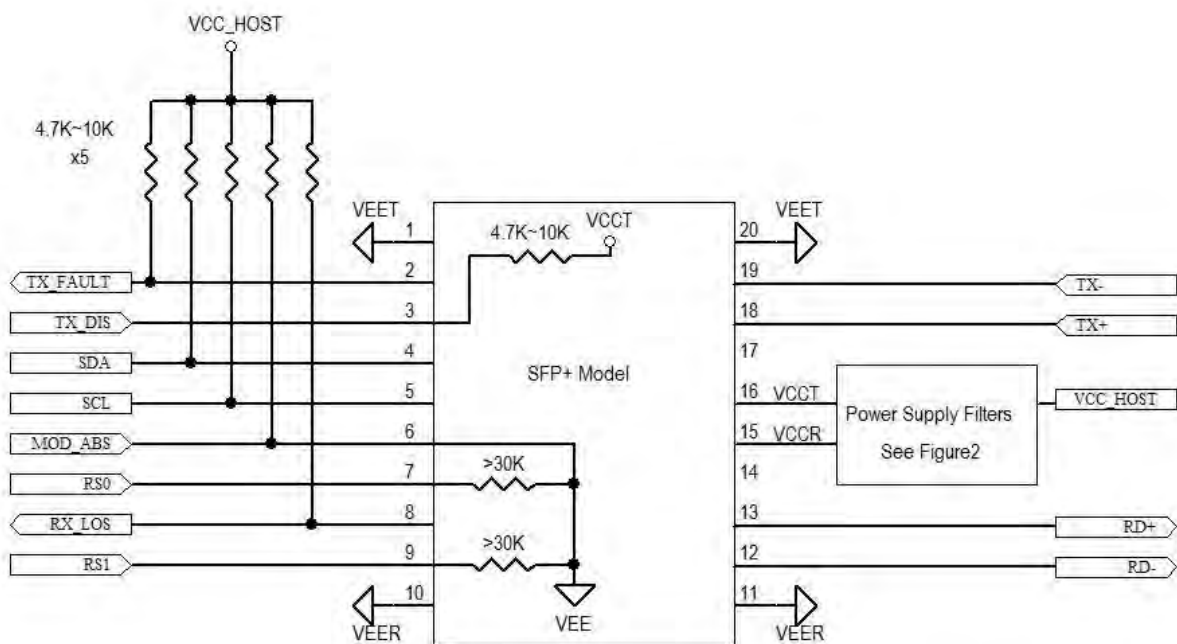 VCC_HOST
4.7K~10K
x5
VEET
1
4.7K~10K
VCCT
20
VEET
TX_FAULT
2
19
TX-
TX_DIS
3
18
TX+
SDA
4
17
SFP+ Model
SCL
5
16
VCCT
Power Supply Filters
See Figure2
VCC_HOST
MOD_ABS
6
15
VCCR
RS0
7
>30K
14
RX_LOS
8
13
RD+
RS1
9
>30K
12
RD-
10
VEER
VEE
11
VEER